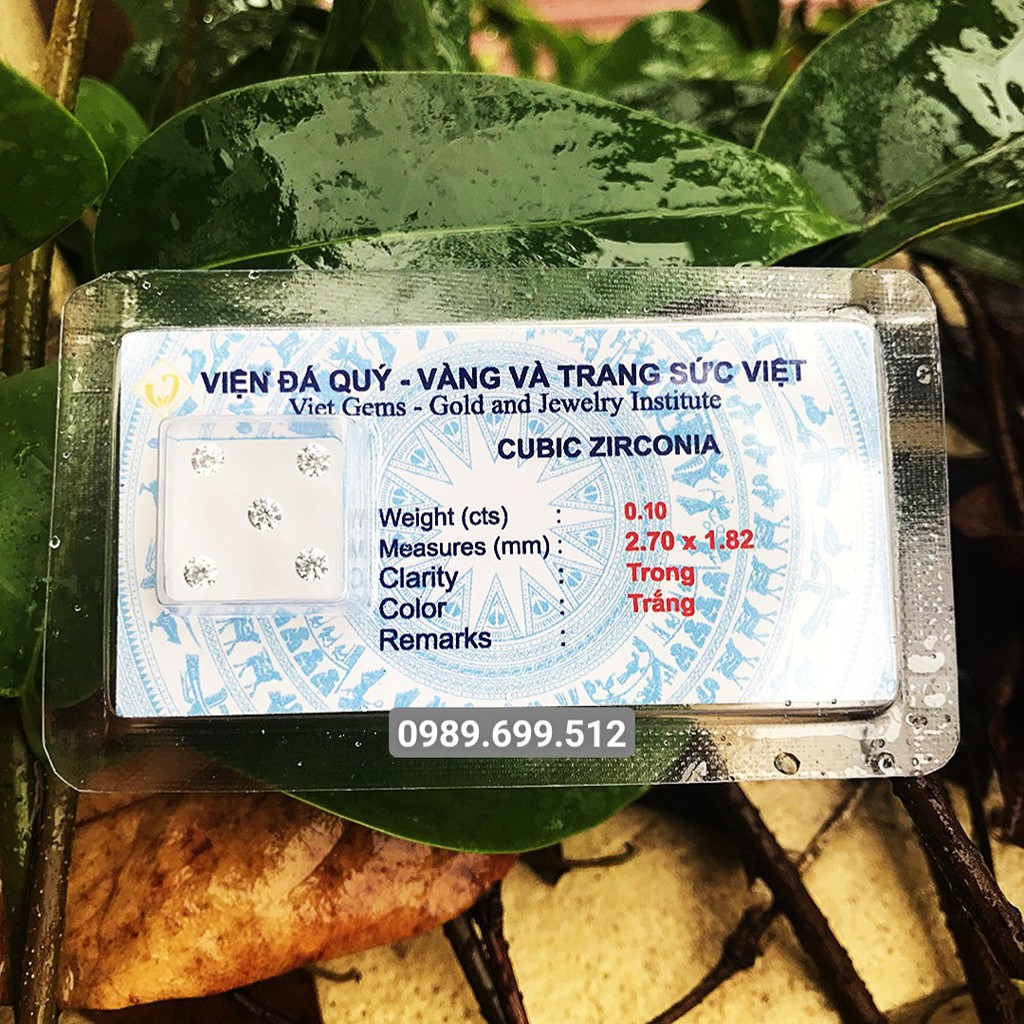 VIỆN ĐÁ QUÝ - VÀNG VÀ TRANG SỨC VIỆT
Viet Gems - Gold and Jewelry Institute
CUBIC ZIRCONIA
Weight (cts) : 0.10
Measures (mm) : 2.70 x 1.82
Clarity : Trong
Color : Trắng
Remarks :
0989.699.512